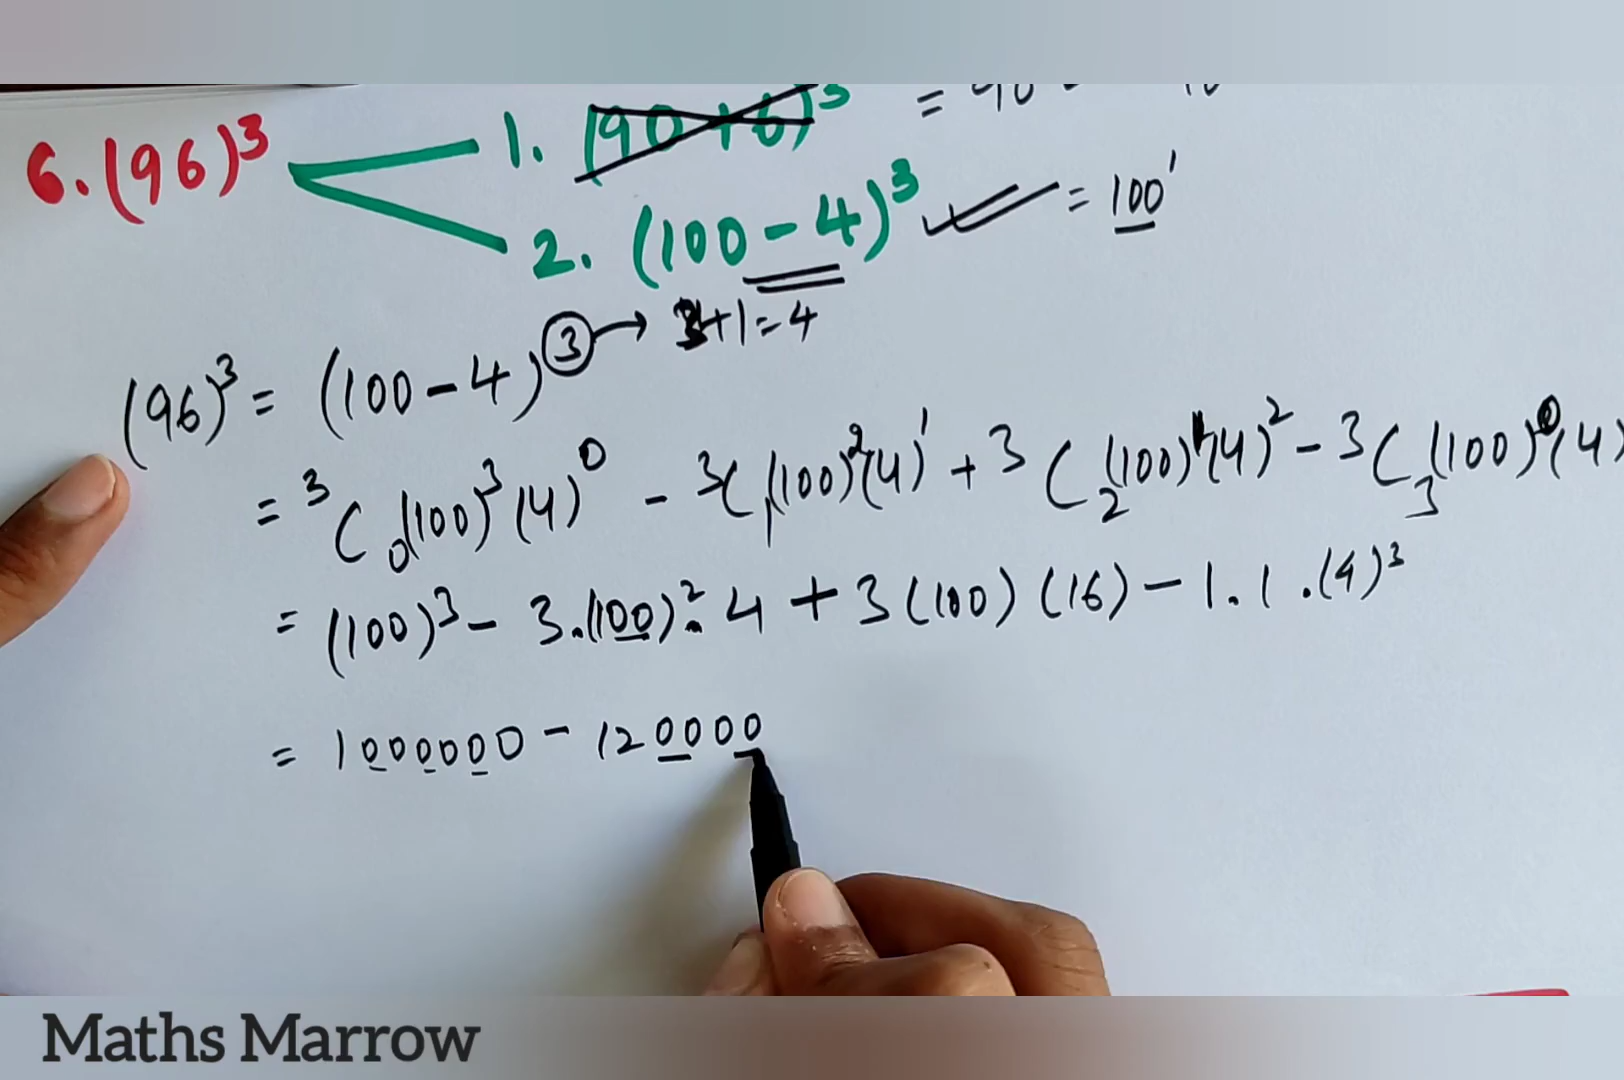 6. (96)³
1. (90+6)³
2. (100-4)³ = 100¹
(96)³ = (100-4)³ → 3+1=4
= ³C₀(100)³(4)⁰ - ³C₁(100)²(4)¹ + ³C₂(100)¹(4)² - ³C₃(100)⁰(4)
= (100)³ - 3.(100)².4 + 3(100)(16) - 1.1.(4)³
= 1000000 - 120000
Maths Marrow